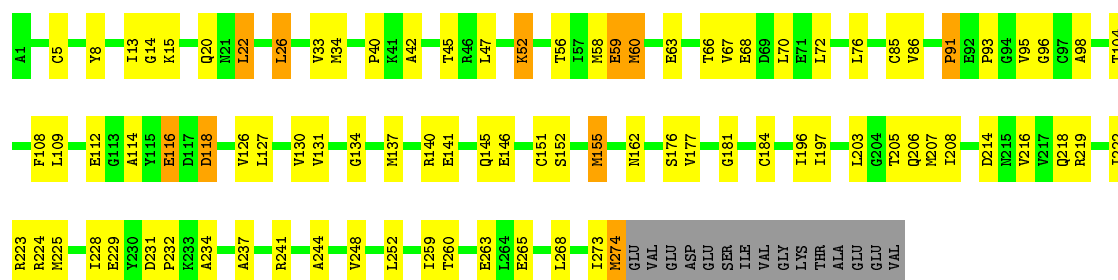 A1 C5 Y8 I13 G14 K15 Q20 N21 L22 L26 V33 M34 P40 K41 A42 T45 R46 L47 K52 T56 I57 M58 E59 M60 E63 T66 V67 E68 D69 L70 E71 L72 L76 C85 V86 P91 E92 P93 G94 V95 G96 C97 A98
F108 L109 E112 G113 A114 Y115 E116 D117 D118 V126 L127 V130 V131 G134 M137 R140 E141 Q145 E146 C151 S152 M155 N162 S176 V177 G181 C184 I196 I197 L203 G204 T205 Q206 M207 I208 D214 N215 V216 V217 Q218 R219
R223 R224 M225 I228 E229 Y230 D231 P232 K233 A234 A237 R241 A244 V248 L252 I259 T260 E263 L264 E265 L268 I273 M274 GLU VAL GLU ASP GLU SER ILE VAL GLY LYS THR ALA GLU GLU VAL